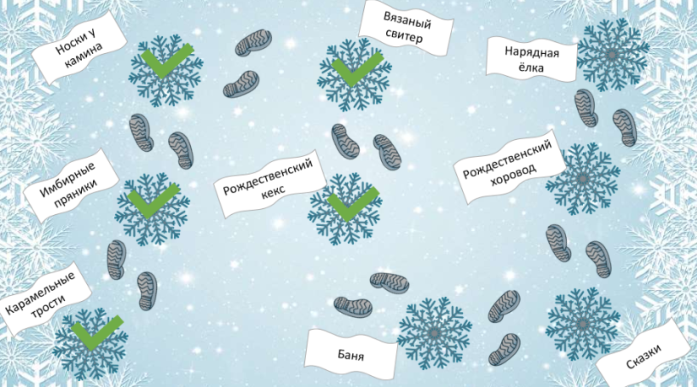 Носки у
камина
Вязаный
свитер
Нарядная
ёлка
Имбирные
пряники
Рождественский
кекс
Рождественский
хоровод
Карамельные
трости
Баня
Сказки